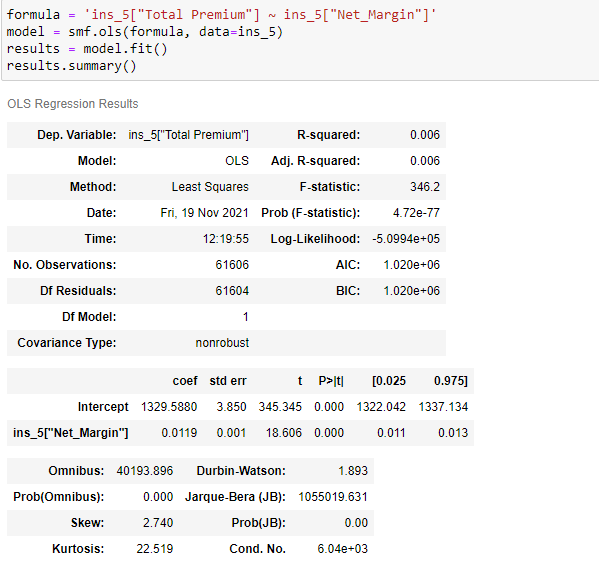 formula = 'ins_5["Total Premium"] ~ ins_5["Net_Margin"]'
model = smf.ols(formula, data=ins_5)
results = model.fit()
results.summary()
OLS Regression Results
Dep. Variable: ins_5["Total Premium"] R-squared: 0.006
Model: OLS Adj. R-squared: 0.006
Method: Least Squares F-statistic: 346.2
Date: Fri, 19 Nov 2021 Prob (F-statistic): 4.72e-77
Time: 12:19:55 Log-Likelihood: -5.0994e+05
No. Observations: 61606 AIC: 1.020e+06
Df Residuals: 61604 BIC: 1.020e+06
Df Model: 1
Covariance Type: nonrobust
coef std err t P>|t| [0.025 0.975]
Intercept 1329.5880 3.850 345.345 0.000 1322.042 1337.134
ins_5["Net_Margin"] 0.0119 0.001 18.606 0.000 0.011 0.013
Omnibus: 40193.896 Durbin-Watson: 1.893
Prob(Omnibus): 0.000 Jarque-Bera (JB): 1055019.631
Skew: 2.740 Prob(JB): 0.00
Kurtosis: 22.519 Cond. No. 6.04e+03